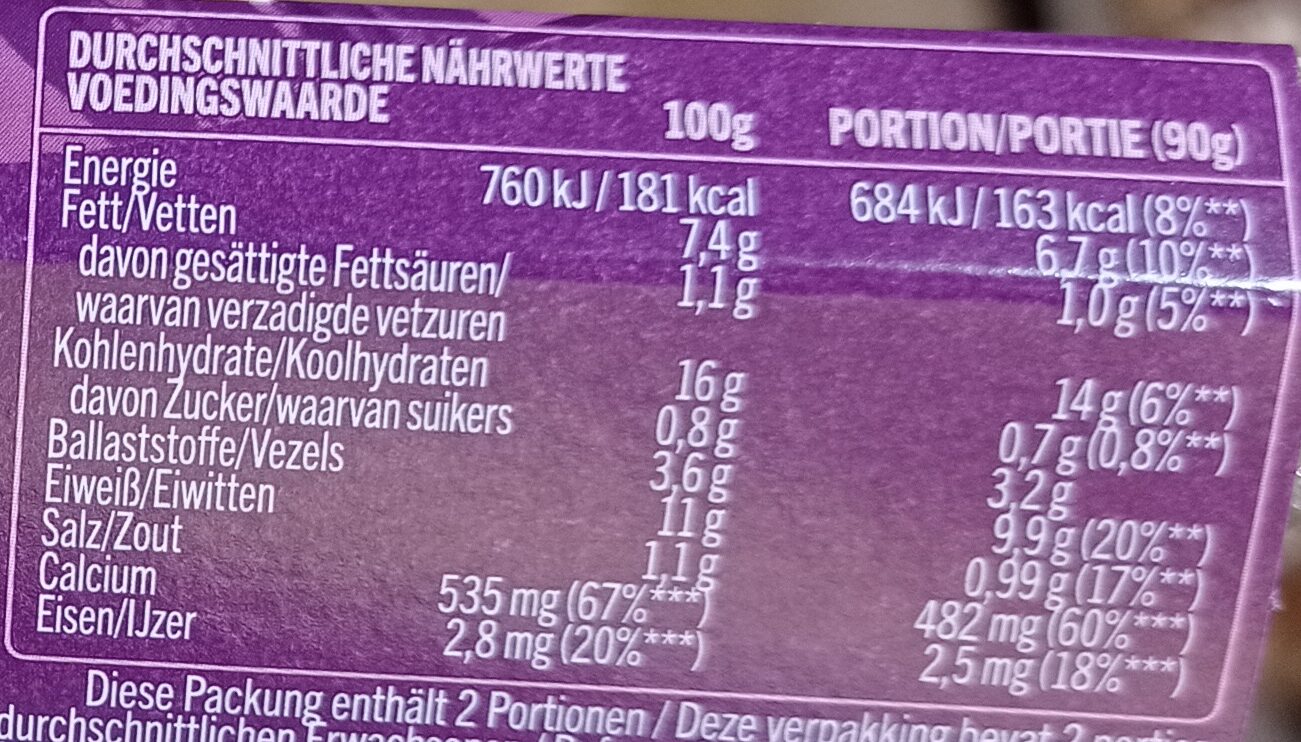 DURCHSCHNITTLICHE NÄHRWERTE
VOEDINGSWAARDE
100g PORTION/PORTIE (90g)
Energie 760 kJ / 181 kcal 684 kJ / 163 kcal (8%**)
Fett/Vetten 7,4 g 6,7 g (10%**)
davon gesättigte Fettsäuren/ 1,1 g 1,0 g (5%**)
waarvan verzadigde vetzuren
Kohlenhydrate/Koolhydraten 16 g 14 g (6%**)
davon Zucker/waarvan suikers 0,8 g 0,7 g (0,8%**)
Ballaststoffe/Vezels 3,6 g 3,2 g
Eiweiß/Eiwitten 11 g 9,9 g (20%**)
Salz/Zout 1,1 g 0,99 g (17%**)
Calcium 535 mg (67%***) 482 mg (60%***)
Eisen/IJzer 2,8 mg (20%***) 2,5 mg (18%***)
Diese Packung enthält 2 Portionen / Deze verpakking bevat 2
durchschnittlichen